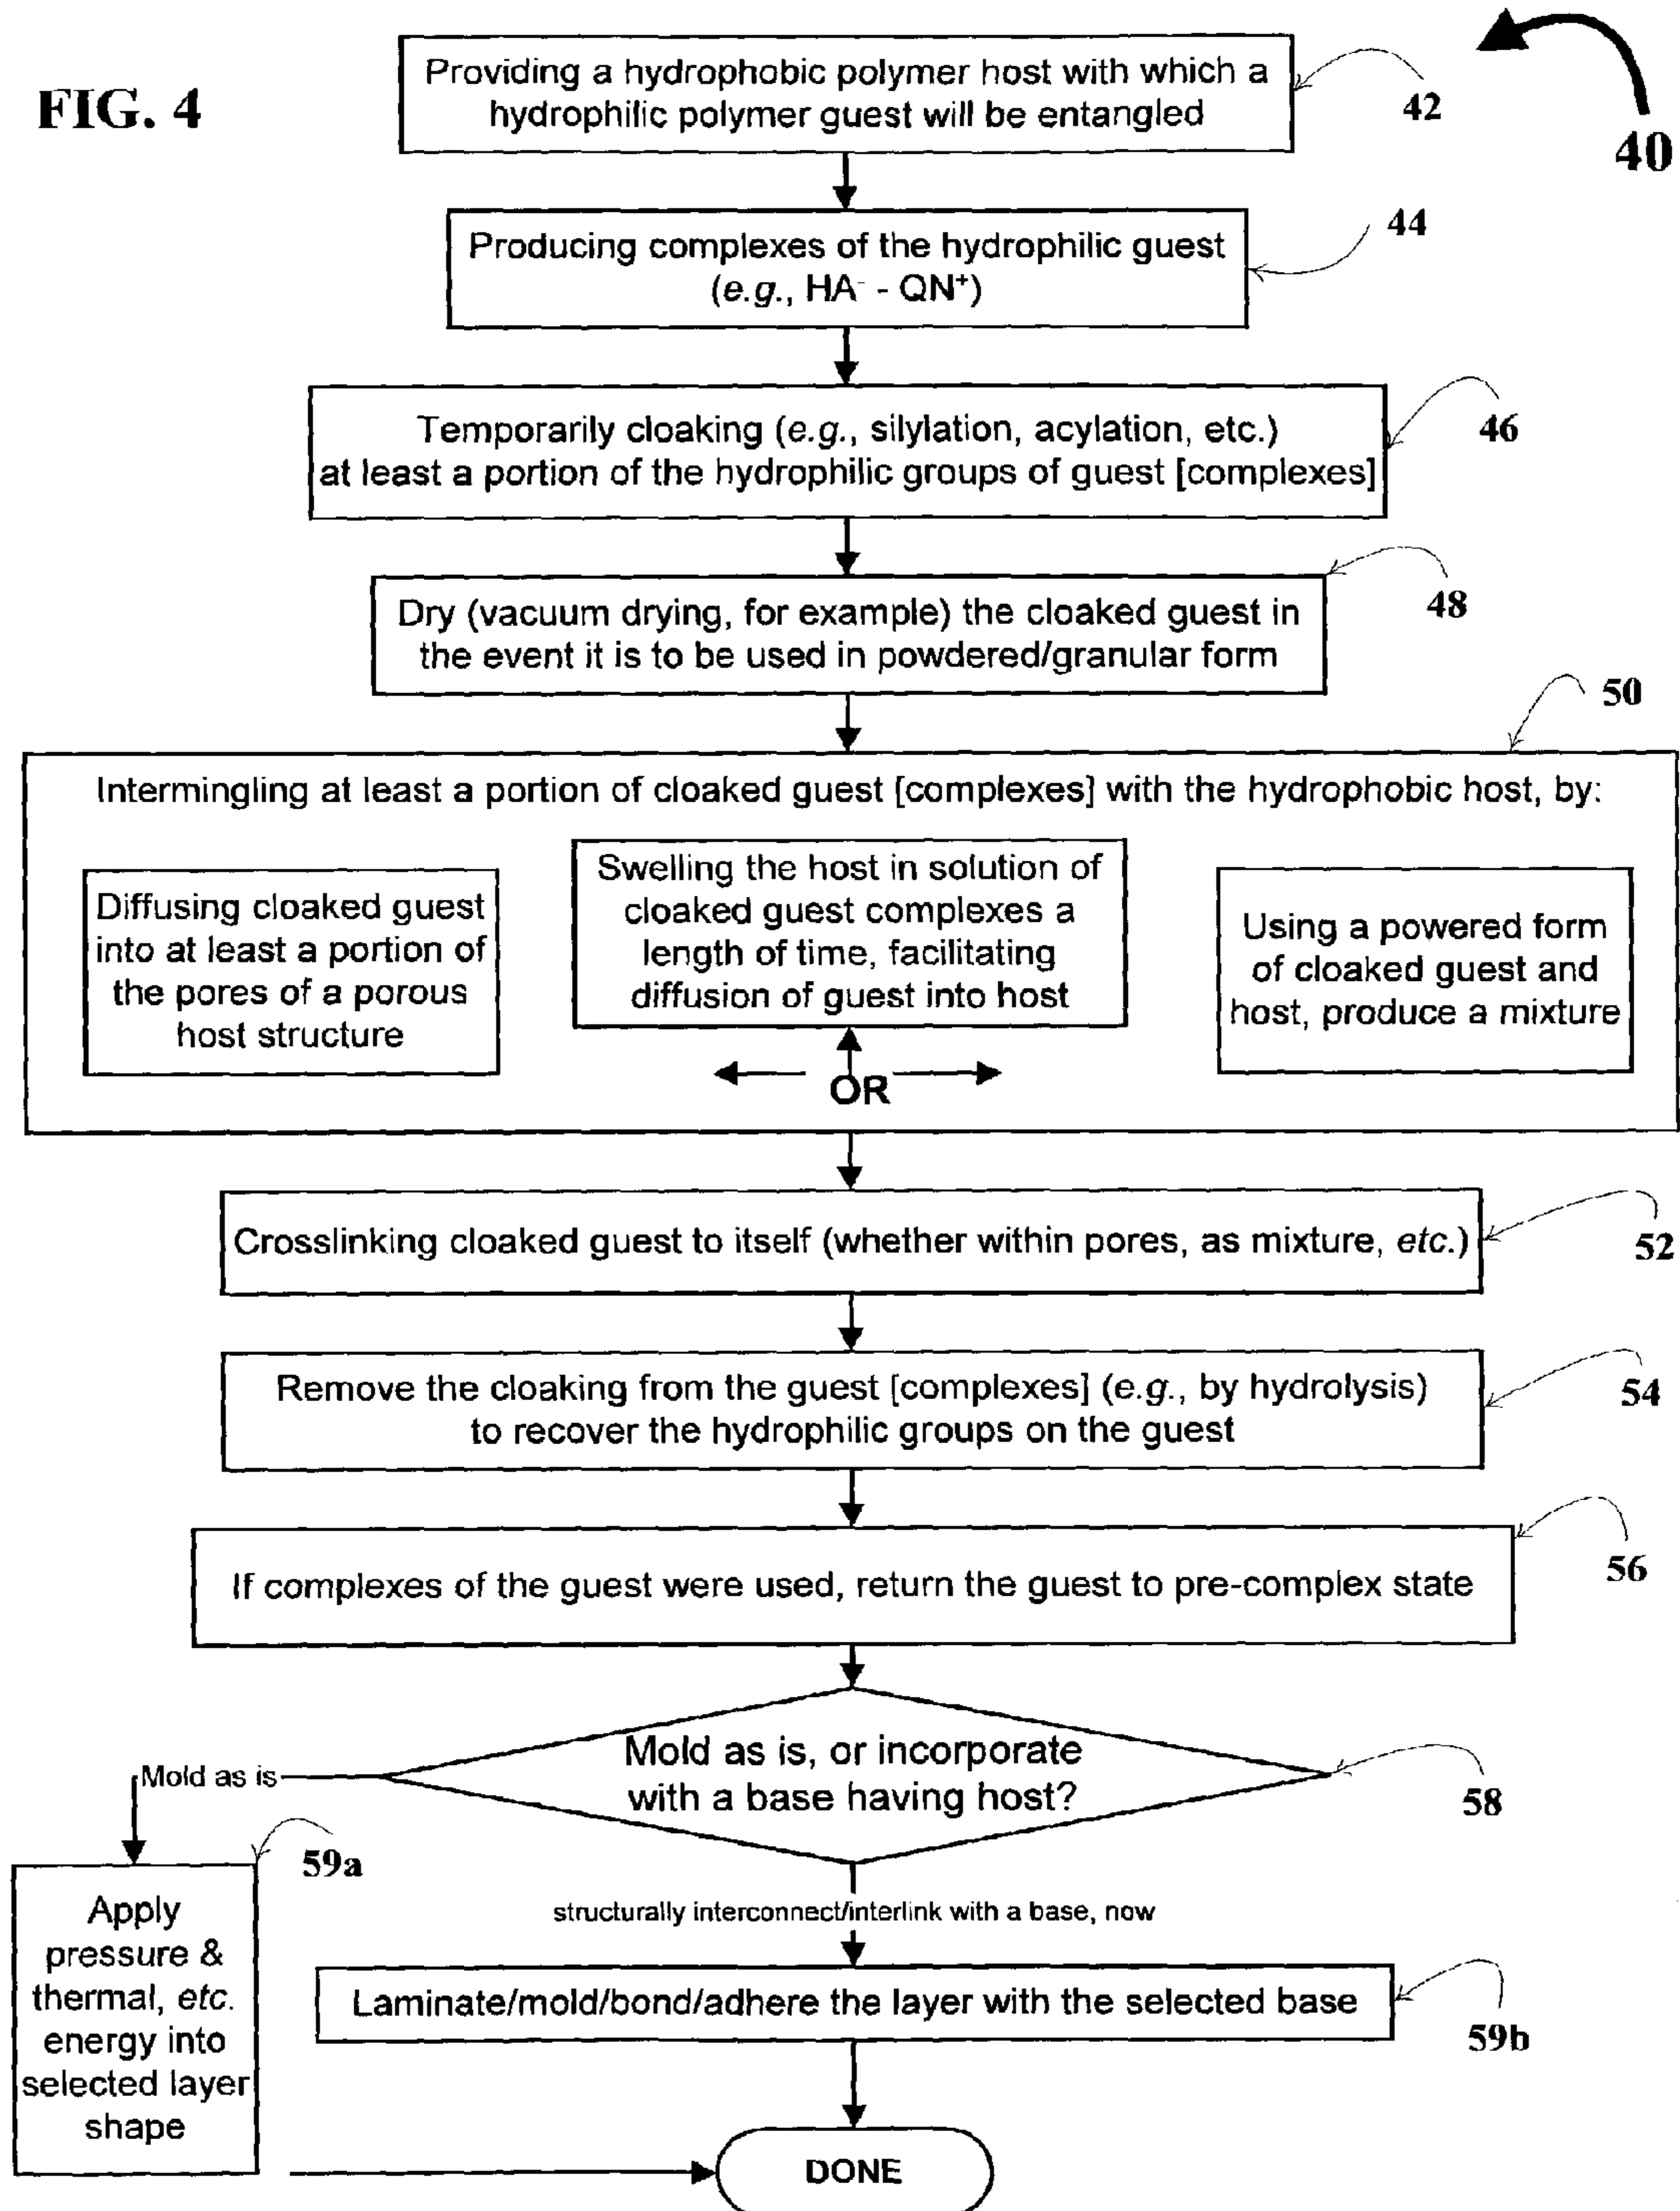 FIG. 4
40
Providing a hydrophobic polymer host with which a
hydrophilic polymer guest will be entangled
42
Producing complexes of the hydrophilic guest
(e.g., HA⁻ - QN⁺)
44
Temporarily cloaking (e.g., silylation, acylation, etc.)
at least a portion of the hydrophilic groups of guest [complexes]
46
Dry (vacuum drying, for example) the cloaked guest in
the event it is to be used in powdered/granular form
48
50
Intermingling at least a portion of cloaked guest [complexes] with the hydrophobic host, by:
Diffusing cloaked guest
into at least a portion of
the pores of a porous
host structure
Swelling the host in solution of
cloaked guest complexes a
length of time, facilitating
diffusion of guest into host
Using a powered form
of cloaked guest and
host, produce a mixture
OR
Crosslinking cloaked guest to itself (whether within pores, as mixture, etc.)
52
Remove the cloaking from the guest [complexes] (e.g., by hydrolysis)
to recover the hydrophilic groups on the guest
54
If complexes of the guest were used, return the guest to pre-complex state
56
Mold as is, or incorporate
with a base having host?
58
Mold as is
59a
Apply
pressure &
thermal, etc.
energy into
selected layer
shape
structurally interconnect/interlink with a base, now
Laminate/mold/bond/adhere the layer with the selected base
59b
DONE